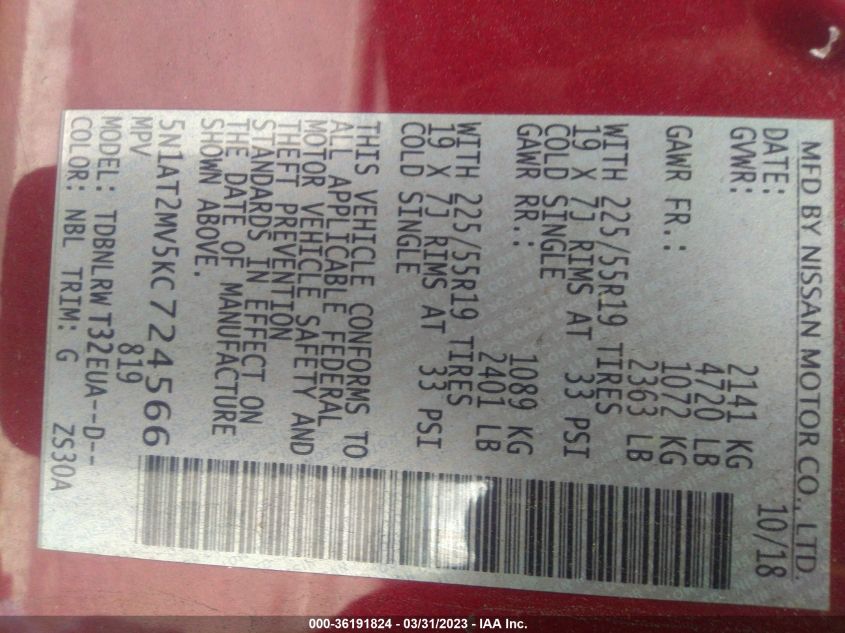 MFD BY NISSAN MOTOR CO., LTD.
DATE: 10/18
GVWR: 2141 KG
4720 LB
GAWR FR.: 1072 KG
2363 LB
WITH 225/55R19 TIRES
19 X 7J RIMS AT 33 PSI
COLD SINGLE
GAWR RR.: 1089 KG
2401 LB
WITH 225/55R19 TIRES
19 X 7J RIMS AT 33 PSI
COLD SINGLE
THIS VEHICLE CONFORMS TO
ALL APPLICABLE FEDERAL
MOTOR VEHICLE SAFETY AND
THEFT PREVENTION
STANDARDS IN EFFECT ON
THE DATE OF MANUFACTURE
SHOWN ABOVE.
5N1AT2MV5KC724566
MPV 819
MODEL: TDBNLRW T32EUA--D--
COLOR: NBL TRIM: G ZS30A
000-36191824 — 03/31/2023 - IAA Inc.